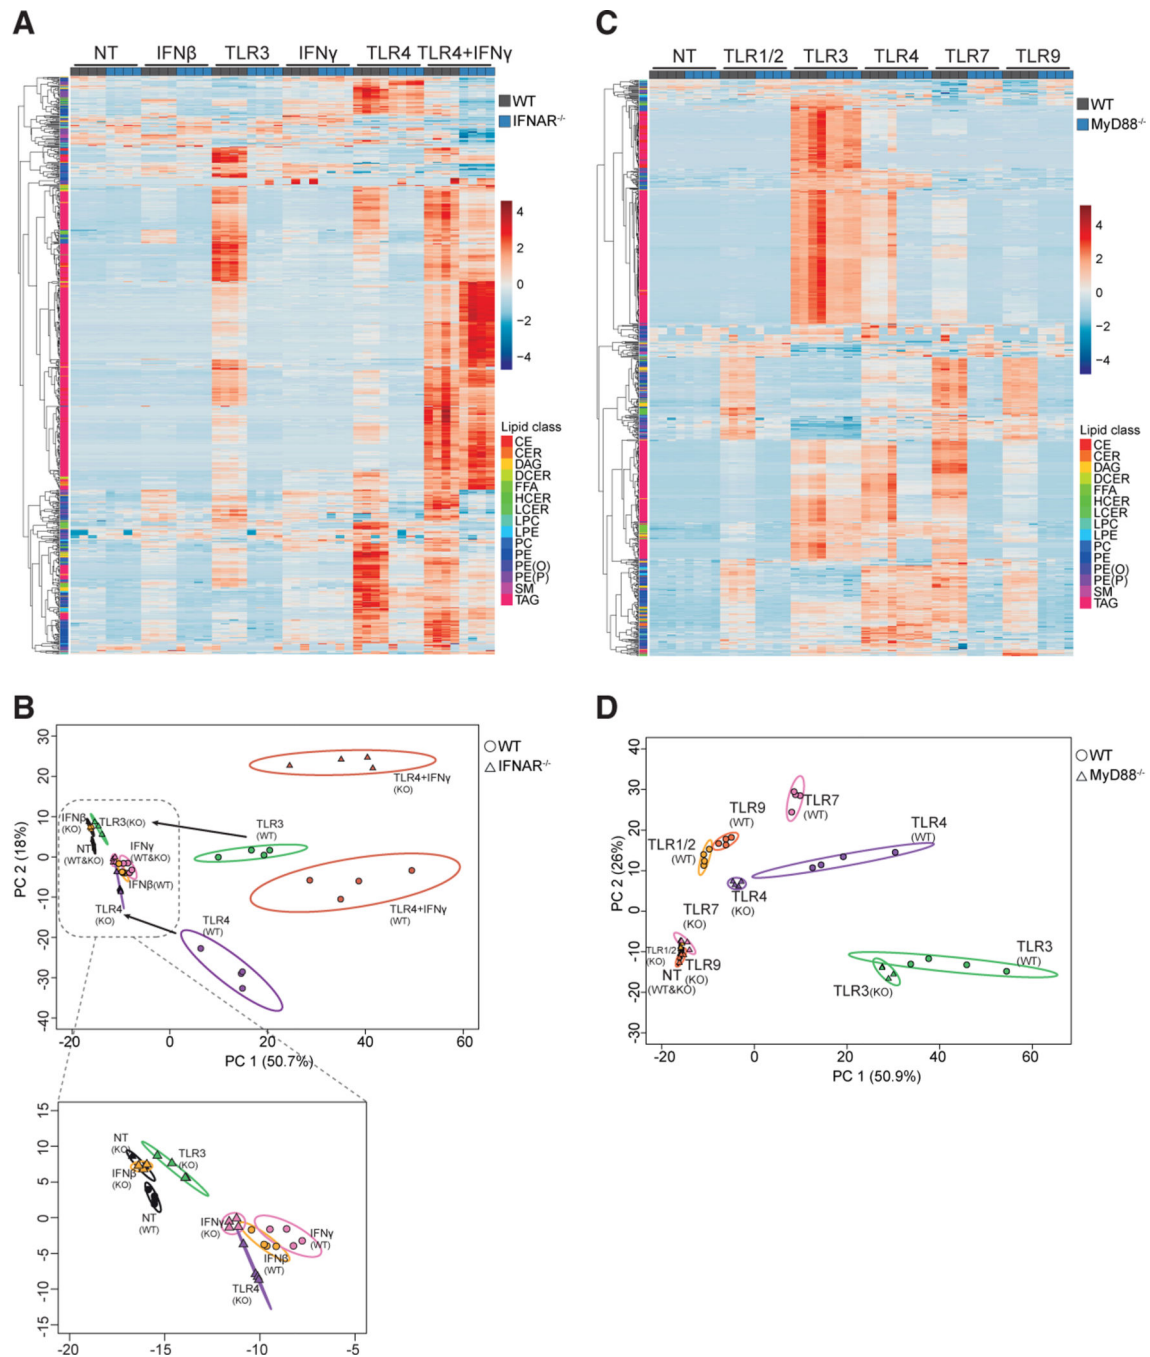 A
NT IFNβ TLR3 IFNγ TLR4 TLR4+IFNγ
WT
IFNAR-/-
4
2
0
−2
−4
Lipid class
CE
CER
DAG
DCER
FFA
HCER
LCER
LPC
LPE
PC
PE
PE(O)
PE(P)
SM
TAG
C
NT TLR1/2 TLR3 TLR4 TLR7 TLR9
WT
MyD88-/-
4
2
0
−2
−4
Lipid class
CE
CER
DAG
DCER
FFA
HCER
LCER
LPC
LPE
PC
PE
PE(O)
PE(P)
SM
TAG
B
PC 2 (18%)
30
20
10
0
-10
-20
-30
-40
WT
IFNAR-/-
TLR4+IFNγ
(KO)
IFNβ
(KO)
TLR3(KO)
TLR3
(WT)
NT
(WT&KO)
IFNγ
(WT&KO)
IFNβ(WT)
TLR4
(KO)
TLR4
(WT)
TLR4+IFNγ
(WT)
-20 0 20 40 60
PC 1 (50.7%)
15
10
5
0
-5
-10
-15
NT
(KO)
TLR3
(KO)
IFNβ
(KO)
NT
(WT)
IFNγ
(KO)
IFNγ
(WT)
IFNβ
(WT)
TLR4
(KO)
-20 -15 -10 -5
D
PC 2 (26%)
40
30
20
10
0
-10
-20
-30
WT
MyD88-/-
TLR7
(WT)
TLR9
(WT)
TLR4
(WT)
TLR1/2
(WT)
TLR4
(KO)
TLR7
(KO)
TLR1/2
(KO)
TLR9
(KO)
NT
(WT&KO)
TLR3
(WT)
TLR3(KO)
-20 0 20 40 60
PC 1 (50.9%)